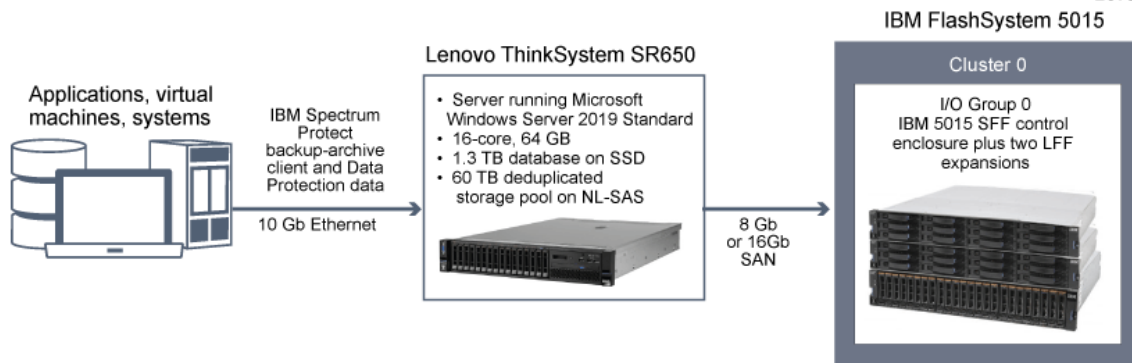 Applications, virtual
machines, systems
IBM Spectrum
Protect
backup-archive
client and Data
Protection data
10 Gb Ethernet
Lenovo ThinkSystem SR650
• Server running Microsoft
Windows Server 2019 Standard
• 16-core, 64 GB
• 1.3 TB database on SSD
• 60 TB deduplicated
storage pool on NL-SAS
8 Gb
or 16Gb
SAN
IBM FlashSystem 5015
Cluster 0
I/O Group 0
IBM 5015 SFF control
enclosure plus two LFF
expansions